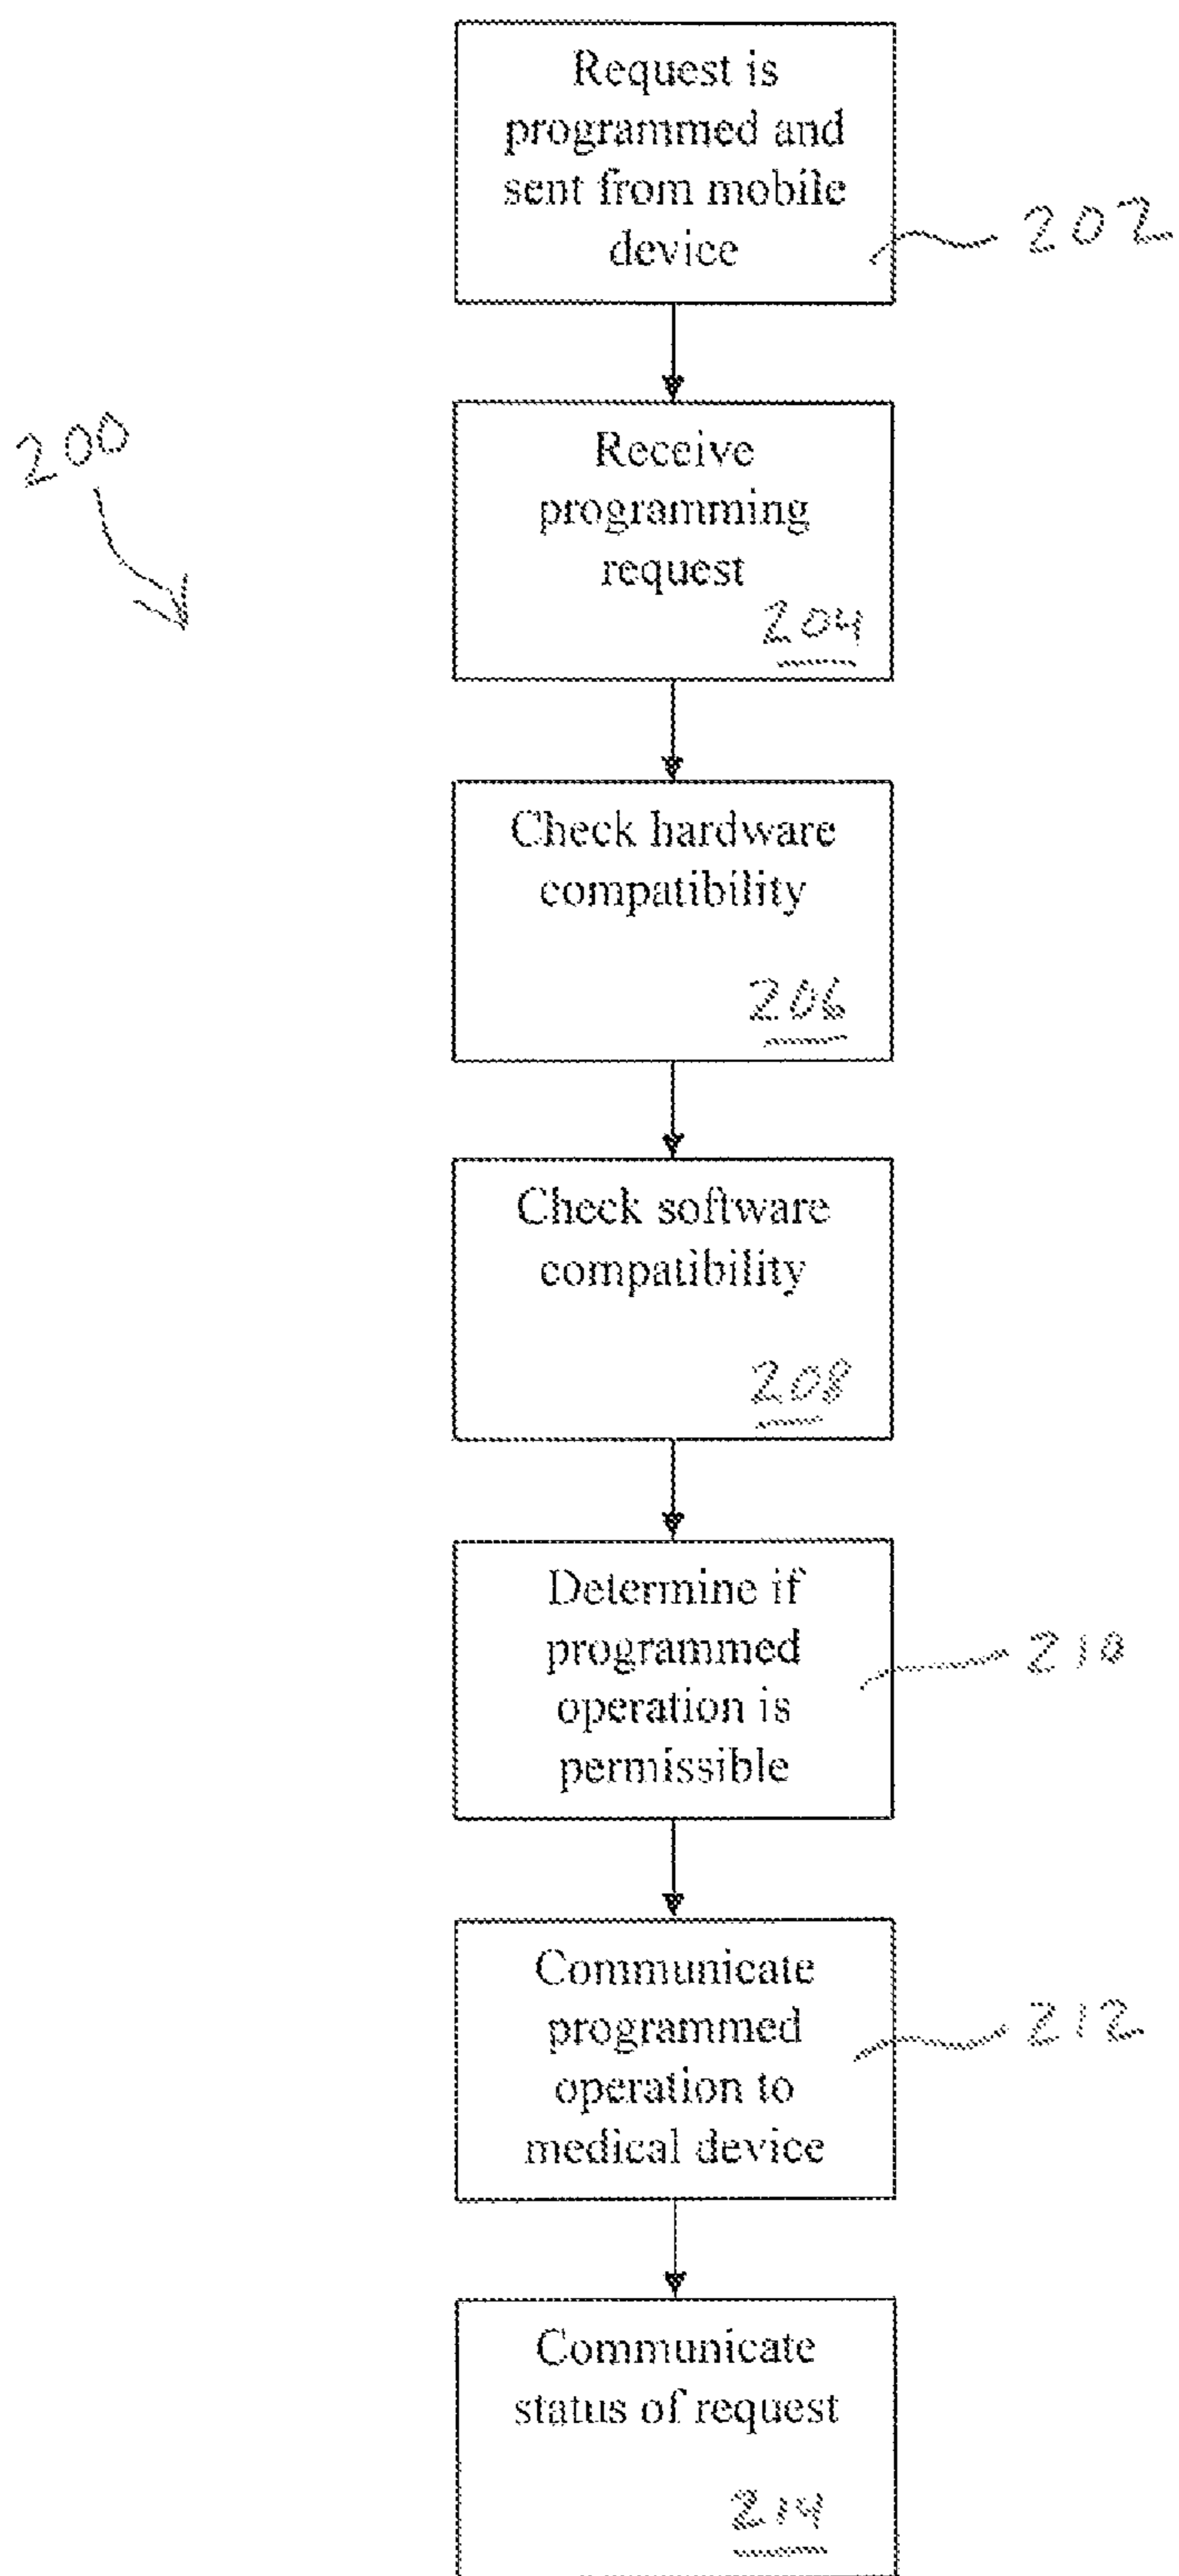 Request is
programmed and
sent from mobile
device
202
200
Receive
programming
request
204
Check hardware
compatibility
206
Check software
compatibility
208
Determine if
programmed
operation is
permissible
210
Communicate
programmed
operation to
medical device
212
Communicate
status of request
214